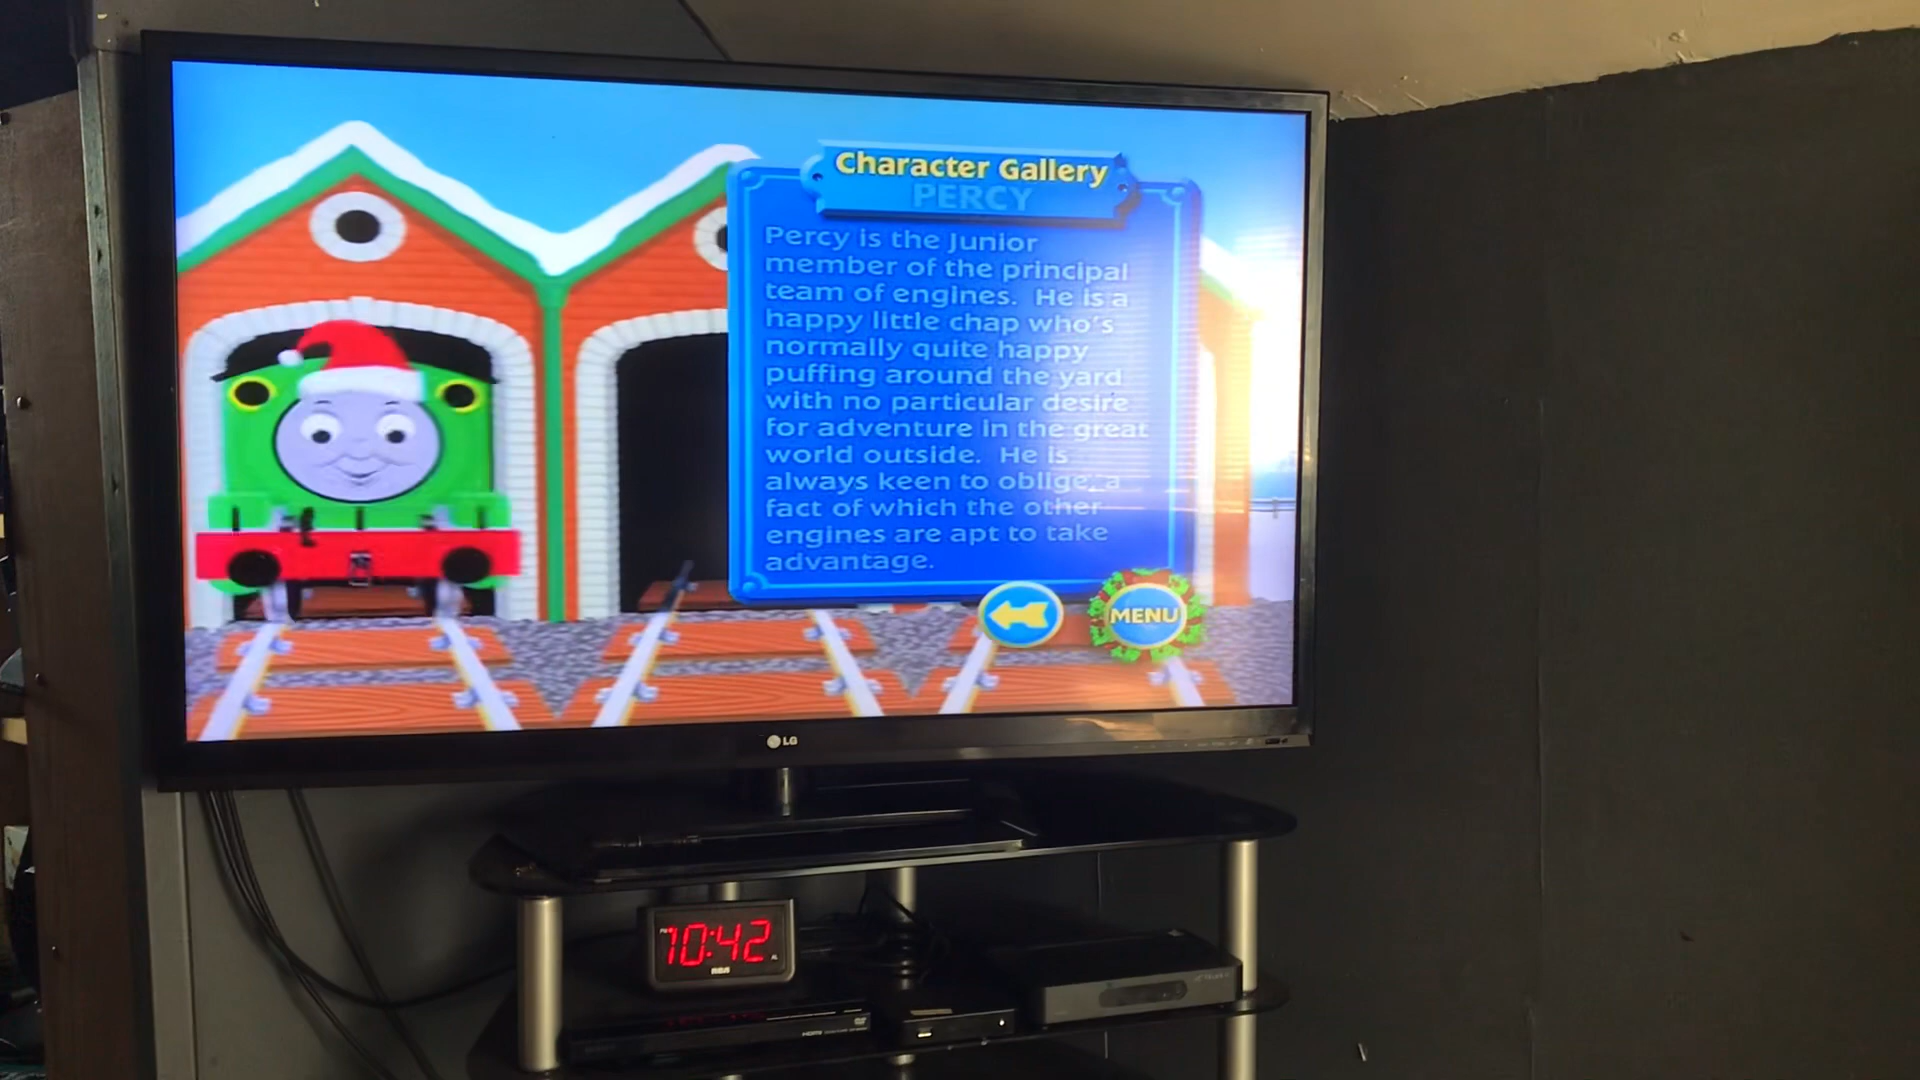 Character Gallery
PERCY
Percy is the Junior
member of the principal
team of engines. He is a
happy little chap who's
normally quite happy
puffing around the yard
with no particular desire
for adventure in the great
world outside. He is
always keen to oblige, a
fact of which the other
engines are apt to take
advantage.
MENU
LG
10:42
RCA
HDMI